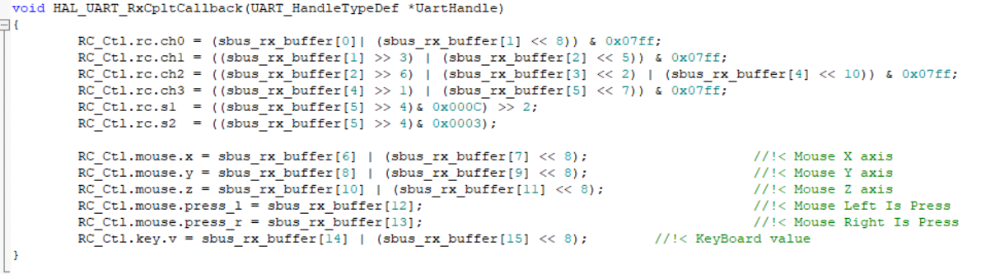 void HAL_UART_RxCpltCallback(UART_HandleTypeDef *UartHandle)
{
RC_Ctl.rc.ch0 = (sbus_rx_buffer[0]| (sbus_rx_buffer[1] << 8)) & 0x07ff;
RC_Ctl.rc.ch1 = ((sbus_rx_buffer[1] >> 3) | (sbus_rx_buffer[2] << 5)) & 0x07ff;
RC_Ctl.rc.ch2 = ((sbus_rx_buffer[2] >> 6) | (sbus_rx_buffer[3] << 2) | (sbus_rx_buffer[4] << 10)) & 0x07ff;
RC_Ctl.rc.ch3 = ((sbus_rx_buffer[4] >> 1) | (sbus_rx_buffer[5] << 7)) & 0x07ff;
RC_Ctl.rc.s1  = ((sbus_rx_buffer[5] >> 4)& 0x000C) >> 2;
RC_Ctl.rc.s2  = ((sbus_rx_buffer[5] >> 4)& 0x0003);
RC_Ctl.mouse.x = sbus_rx_buffer[6] | (sbus_rx_buffer[7] << 8); //!< Mouse X axis
RC_Ctl.mouse.y = sbus_rx_buffer[8] | (sbus_rx_buffer[9] << 8); //!< Mouse Y axis
RC_Ctl.mouse.z = sbus_rx_buffer[10] | (sbus_rx_buffer[11] << 8); //!< Mouse Z axis
RC_Ctl.mouse.press_l = sbus_rx_buffer[12]; //!< Mouse Left Is Press
RC_Ctl.mouse.press_r = sbus_rx_buffer[13]; //!< Mouse Right Is Press
RC_Ctl.key.v = sbus_rx_buffer[14] | (sbus_rx_buffer[15] << 8); //!< KeyBoard value
}